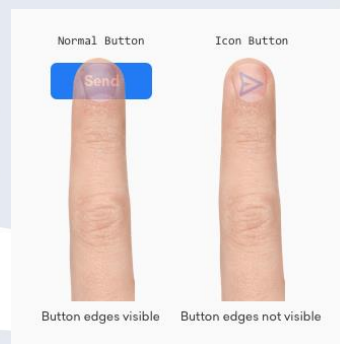 Normal Button
Icon Button
Send
Button edges visible
Button edges not visible